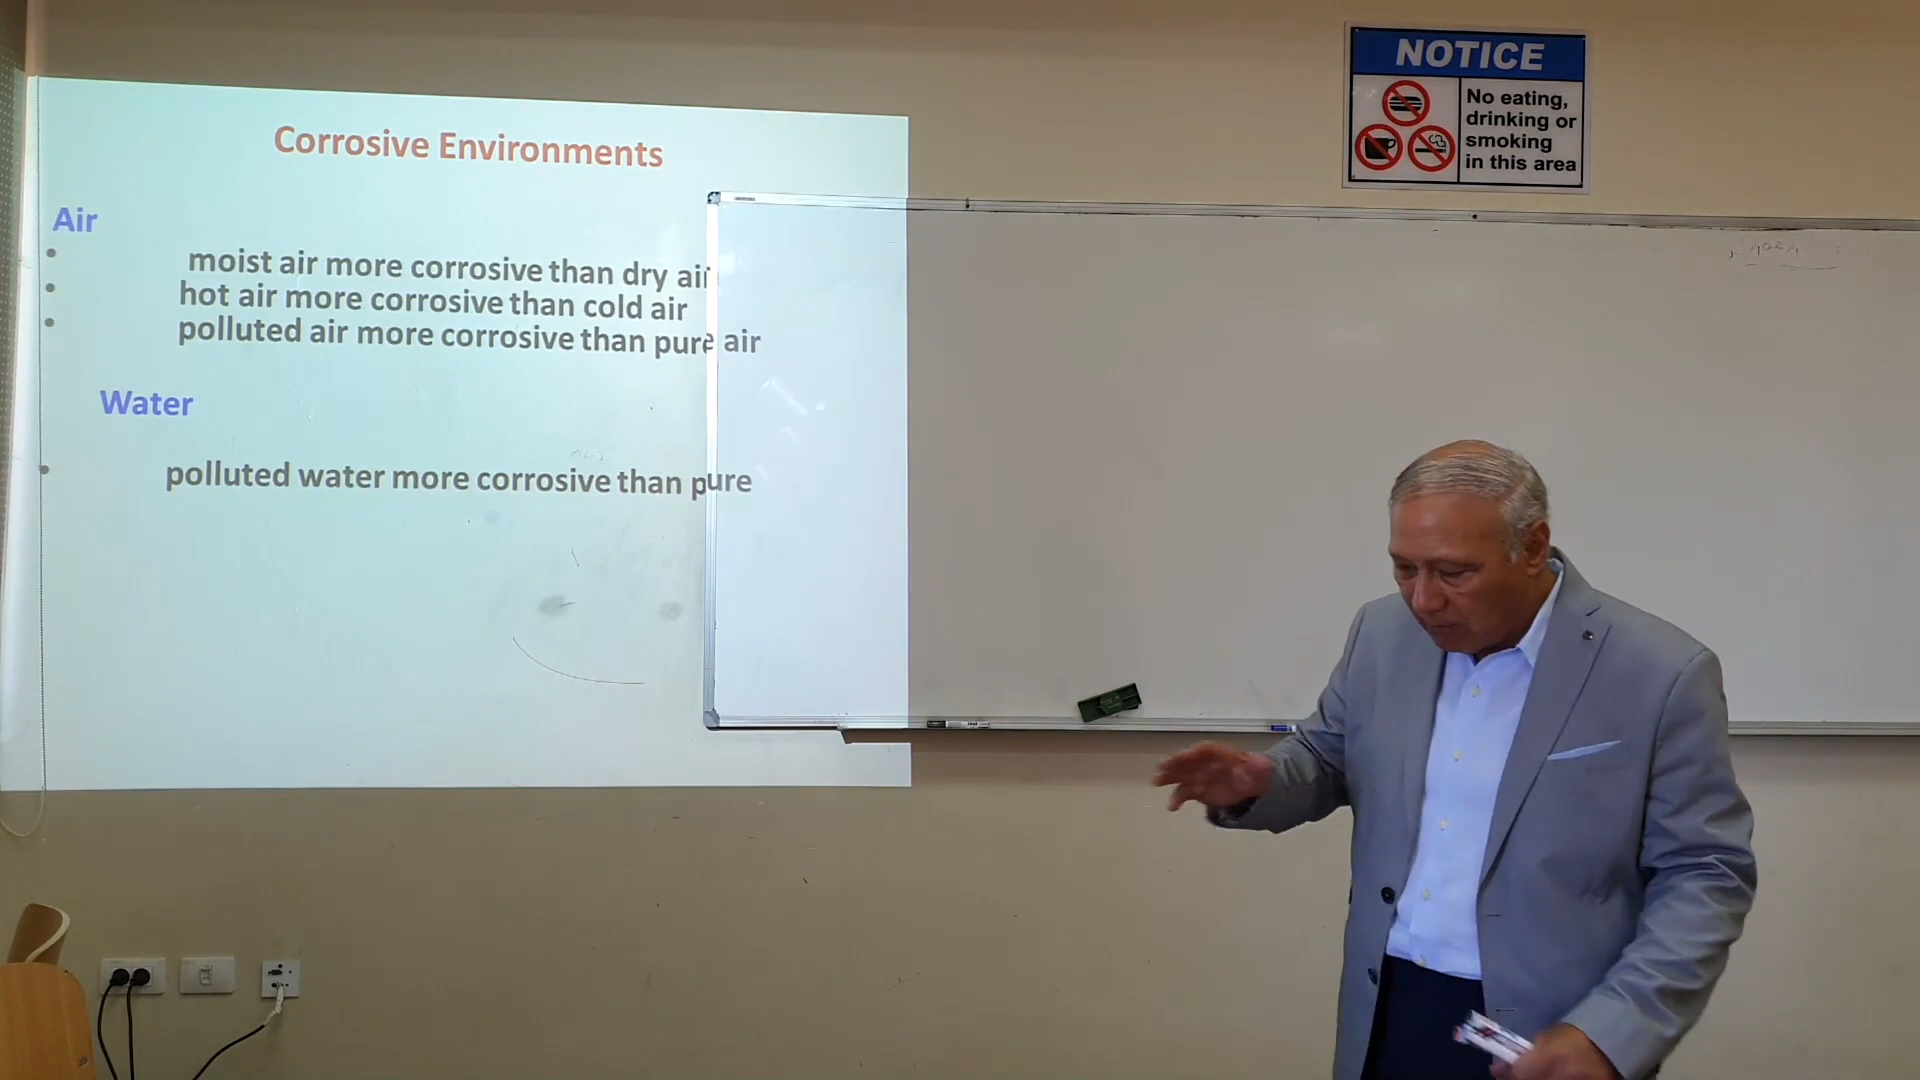 Corrosive Environments
Air
• moist air more corrosive than dry air
• hot air more corrosive than cold air
• polluted air more corrosive than pure air
Water
• polluted water more corrosive than pure
NOTICE
No eating,
drinking or
smoking
in this area